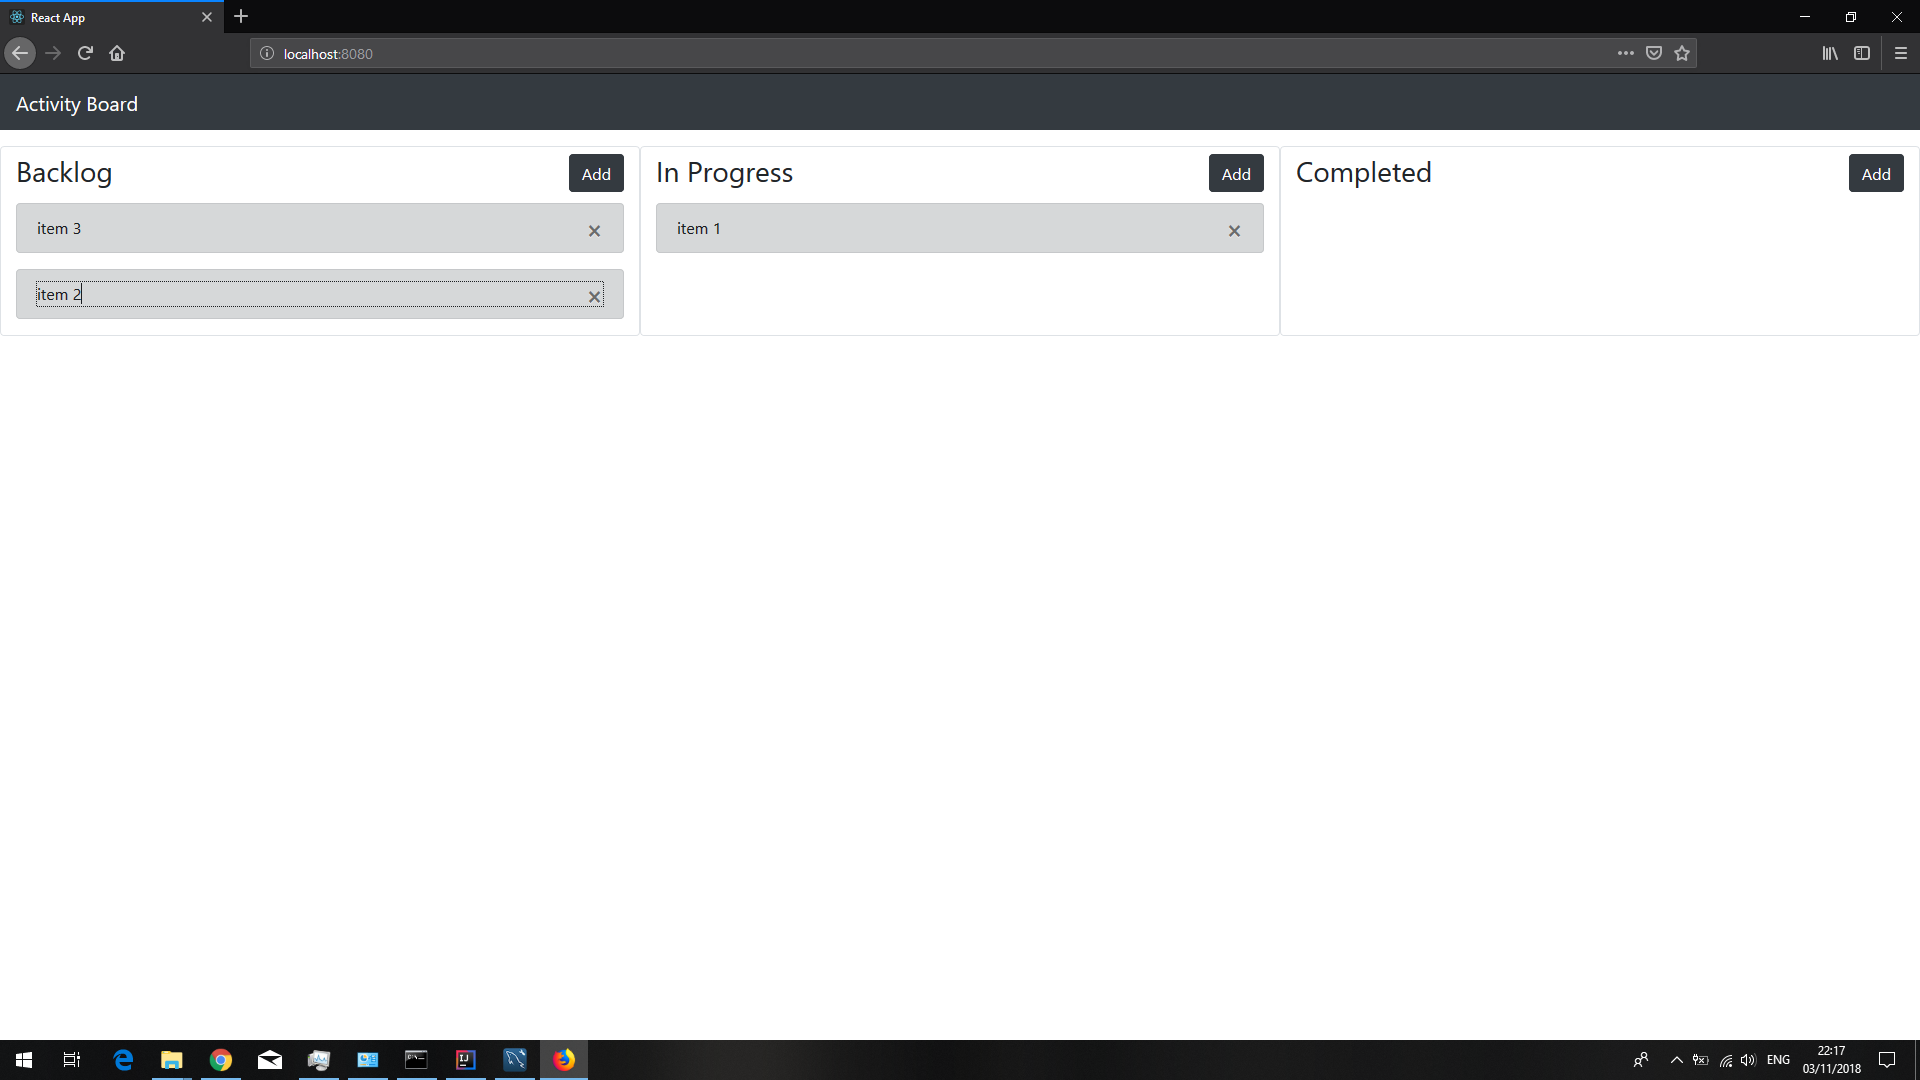 React App
localhost:8080
Activity Board
Backlog
Add
item 3
item 2
In Progress
Add
item 1
Completed
Add
ENG
22:17
03/11/2018